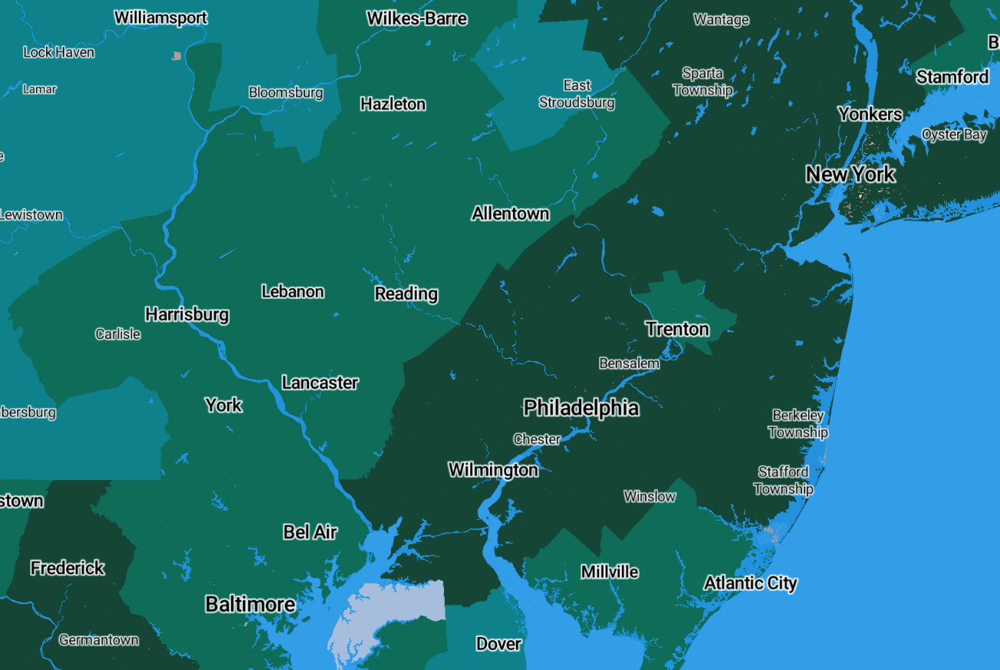 Williamsport
Wilkes-Barre
Wantage
Lock Haven
Lamar
Bloomsburg
Hazleton
East
Stroudsburg
Sparta
Township
B
Stamford
Yonkers
Oyster Bay
e
New York
Lewistown
Allentown
Lebanon
Reading
Harrisburg
Carlisle
Trenton
Bensalem
Lancaster
York
bersburg
Philadelphia
Berkeley
Township
Chester
Wilmington
Stafford
Township
Winslow
stown
Bel Air
Frederick
Millville
Atlantic City
Baltimore
Germantown
Dover